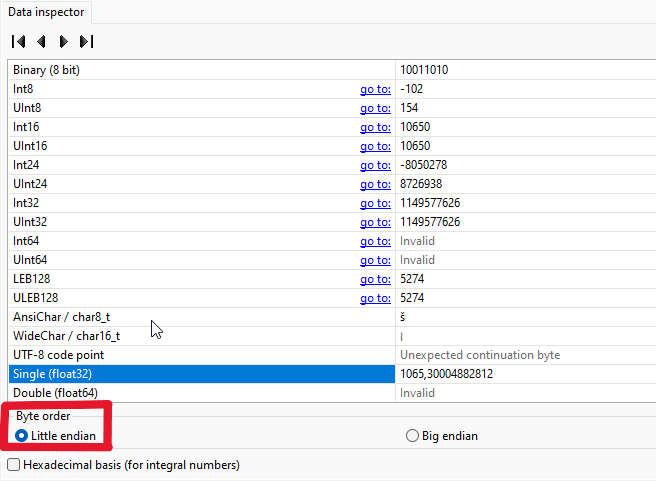 Data inspector
Binary (8 bit) 10011010
Int8 go to: -102
UInt8 go to: 154
Int16 go to: 10650
UInt16 go to: 10650
Int24 go to: -8050278
UInt24 go to: 8726938
Int32 go to: 1149577626
UInt32 go to: 1149577626
Int64 go to: Invalid
UInt64 go to: Invalid
LEB128 go to: 5274
ULEB128 go to: 5274
AnsiChar / char8_t š
WideChar / char16_t
UTF-8 code point Unexpected continuation byte
Single (float32) 1065,30004882812
Double (float64) Invalid
Byte order
Little endian Big endian
Hexadecimal basis (for integral numbers)